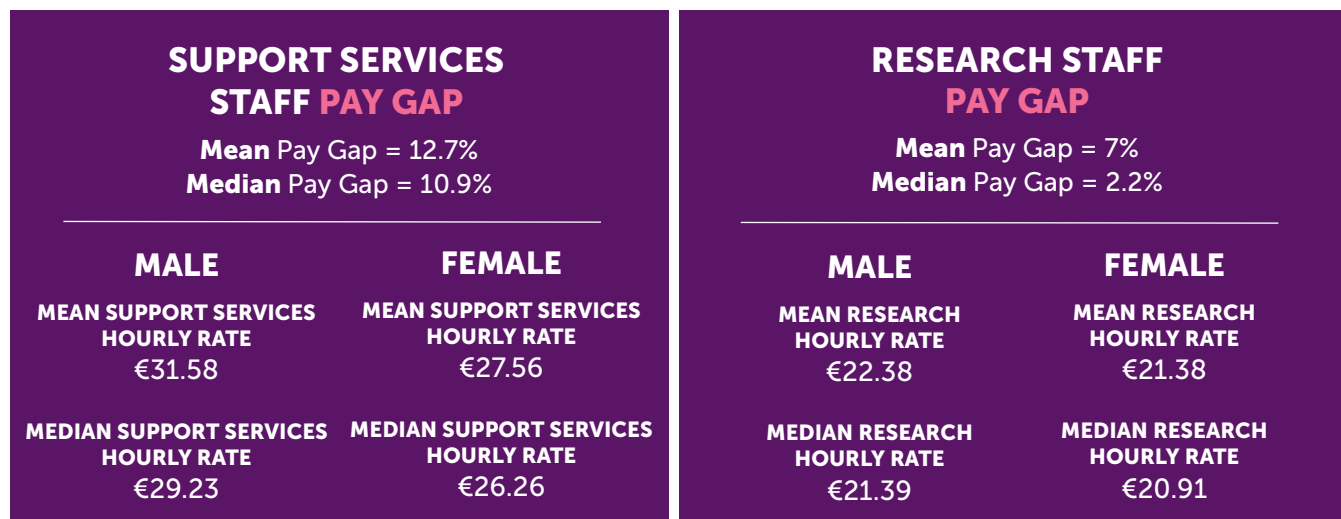 SUPPORT SERVICES
STAFF PAY GAP
Mean Pay Gap = 12.7%
Median Pay Gap = 10.9%
MALE
MEAN SUPPORT SERVICES
HOURLY RATE
€31.58
MEDIAN SUPPORT SERVICES
HOURLY RATE
€29.23
FEMALE
MEAN SUPPORT SERVICES
HOURLY RATE
€27.56
MEDIAN SUPPORT SERVICES
HOURLY RATE
€26.26
RESEARCH STAFF
PAY GAP
Mean Pay Gap = 7%
Median Pay Gap = 2.2%
MALE
MEAN RESEARCH
HOURLY RATE
€22.38
MEDIAN RESEARCH
HOURLY RATE
€21.39
FEMALE
MEAN RESEARCH
HOURLY RATE
€21.38
MEDIAN RESEARCH
HOURLY RATE
€20.91